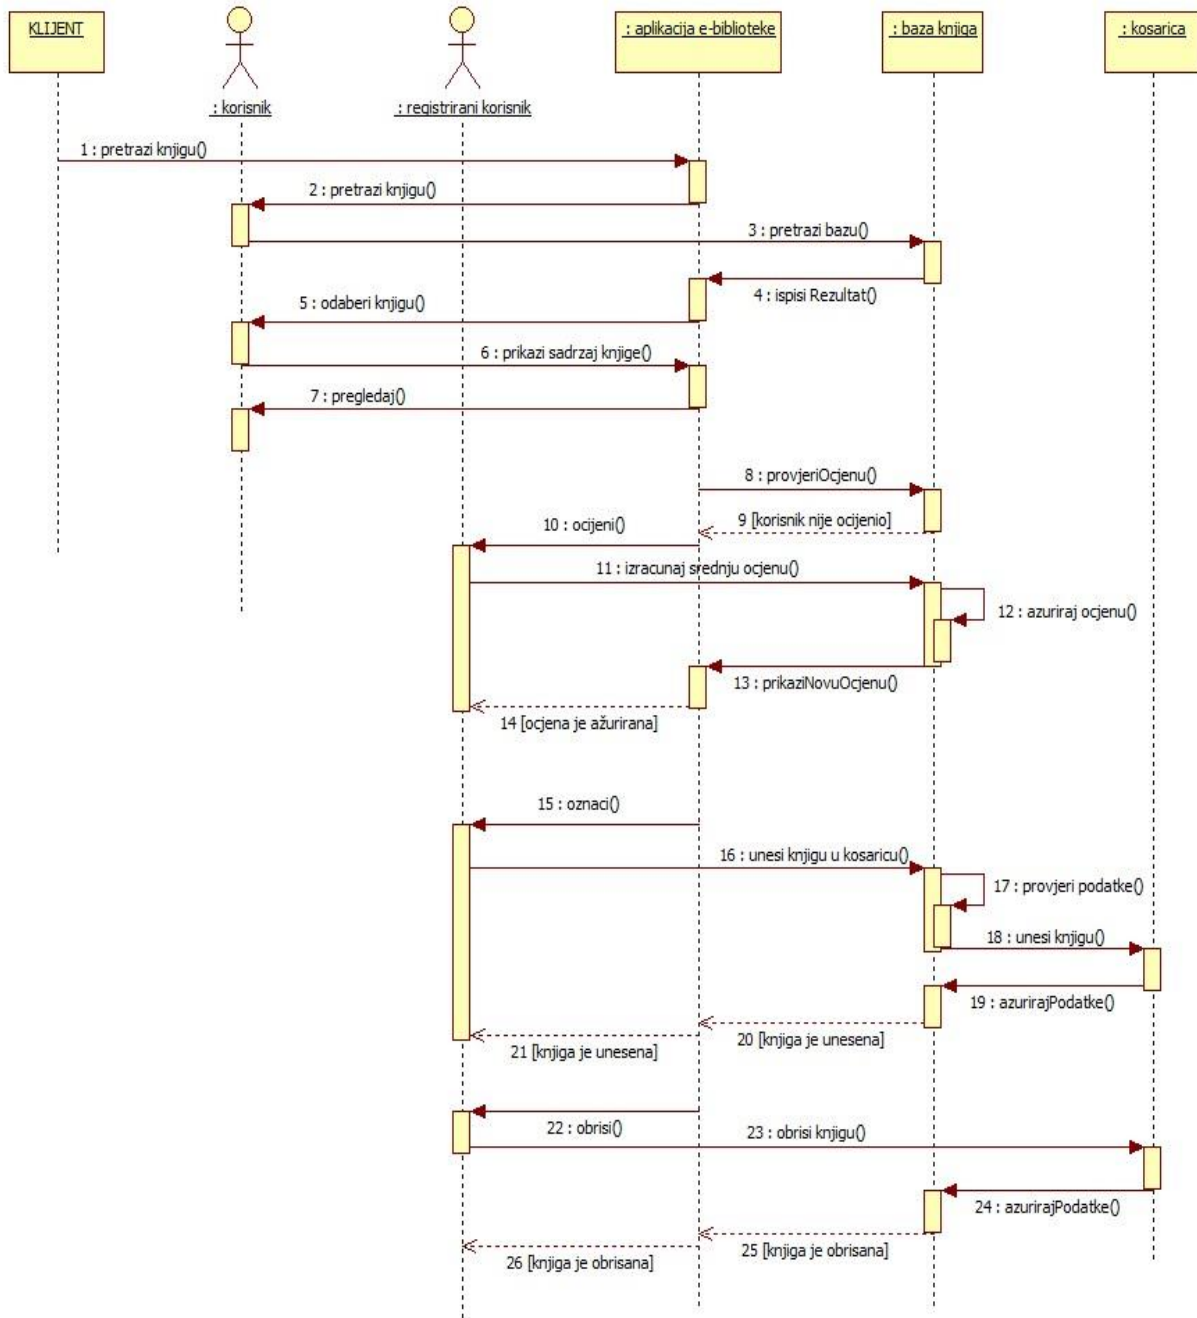 KLIJENT
: korisnik
: registrirani korisnik
: aplikacija e-biblioteke
: baza knjiga
: kosarica
1 : pretrazi knjigu()
2 : pretrazi knjigu()
3 : pretrazi bazu()
4 : ispisi Rezultat()
5 : odaberi knjigu()
6 : prikazi sadrzaj knjige()
7 : pregledaj()
8 : provjeriOcjenu()
9 [korisnik nije ocijenio]
10 : ocijeni()
11 : izracunaj srednju ocjenu()
12 : azuriraj ocjenu()
13 : prikaziNovuOcjenu()
14 [ocjena je ažurirana]
15 : oznaci()
16 : unesi knjigu u kosaricu()
17 : provjeri podatke()
18 : unesi knjigu()
19 : azurirajPodatke()
20 [knjiga je unesena]
21 [knjiga je unesena]
22 : obrisi()
23 : obrisi knjigu()
24 : azurirajPodatke()
25 [knjiga je obrisana]
26 [knjiga je obrisana]